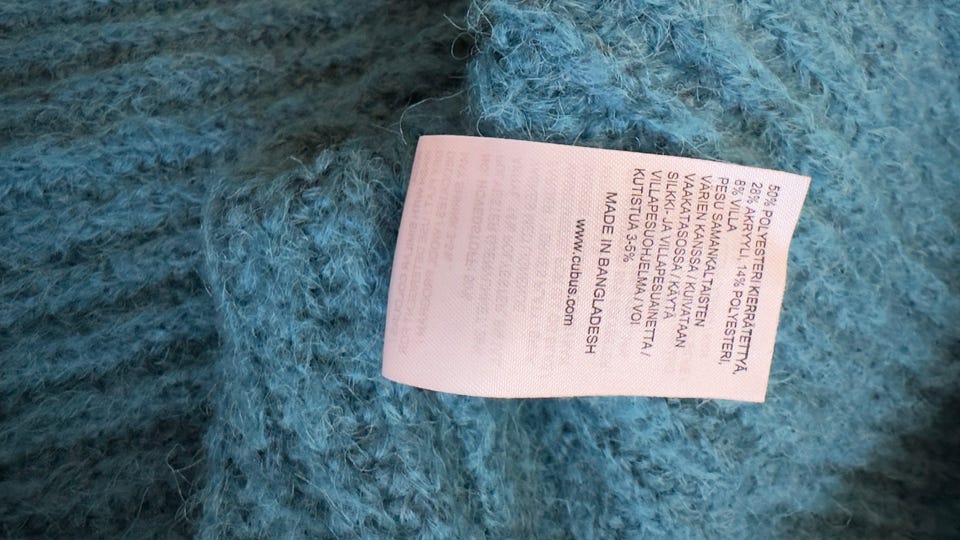 50% POLYESTERI KIERRÄTETTYÄ,
28% AKRYYLI, 14% POLYESTERI,
8% VILLA
PESU SAMANKALTAISTEN
VÄRIEN KANSSA / KUIVATAAN
VAAKATASOSSA / KÄYTÄ
SILKKI- JA VILLAPESUAINETTA /
VILLAPESUOHJELMA / VOI
KUTISTUA 3-5%
MADE IN BANGLADESH
www.cubus.com